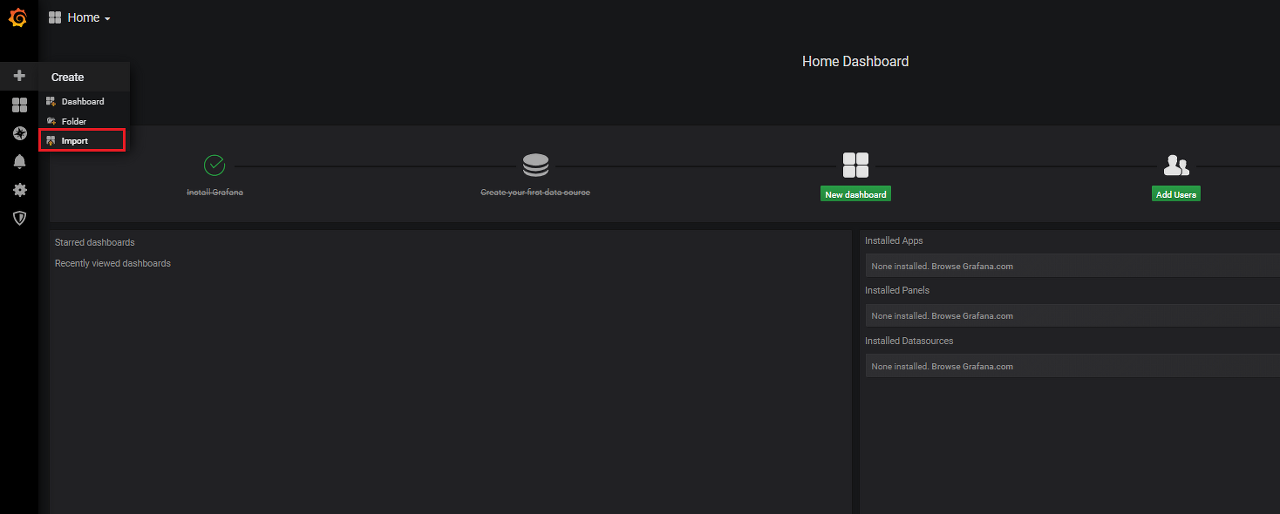 Home
Home Dashboard
Create
Dashboard
Folder
Import
Install Grafana
Create your first data source
New dashboard
Add Users
Starred dashboards
Recently viewed dashboards
Installed Apps
None installed. Browse Grafana.com
Installed Panels
None installed. Browse Grafana.com
Installed Datasources
None installed. Browse Grafana.com